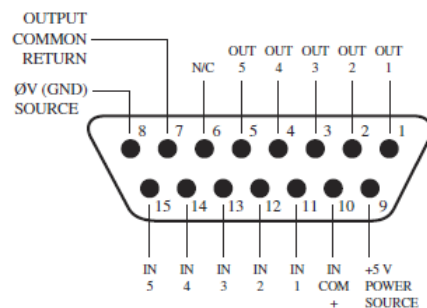 OUTPUT
COMMON
RETURN
ØV (GND)
SOURCE
N/C
OUT
5
OUT
4
OUT
3
OUT
2
OUT
1
8 7 6 5 4 3 2 1
15 14 13 12 11 10 9
IN
5
IN
4
IN
3
IN
2
IN
1
IN
COM
+
+5 V
POWER
SOURCE